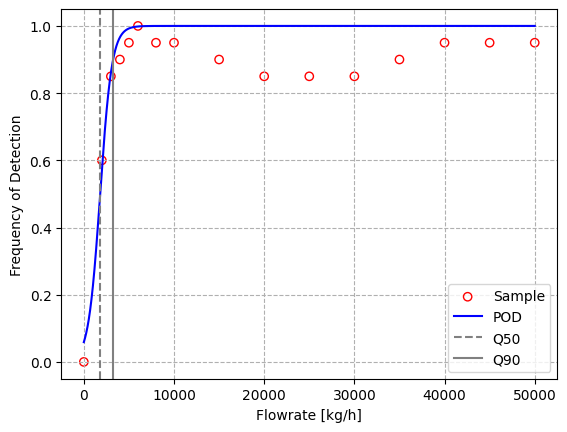 1.0
0.8
0.6
0.4
0.2
0.0
Frequency of Detection
Sample
POD
Q50
Q90
0 10000 20000 30000 40000 50000
Flowrate [kg/h]